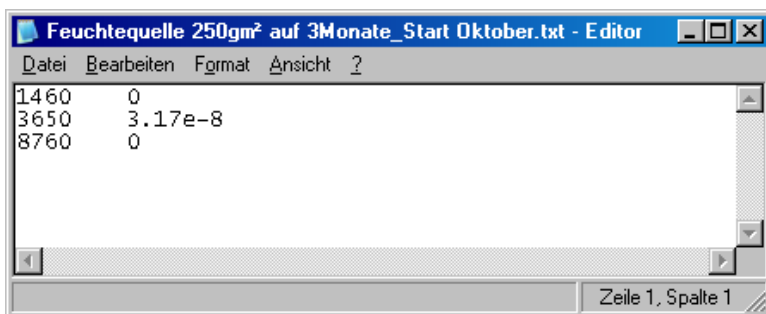 Feuchtequelle 250gm² auf 3Monate_Start Oktober.txt - Editor
Datei Bearbeiten Format Ansicht ?
1460 0
3650 3.17e-8
8760 0
Zeile 1, Spalte 1